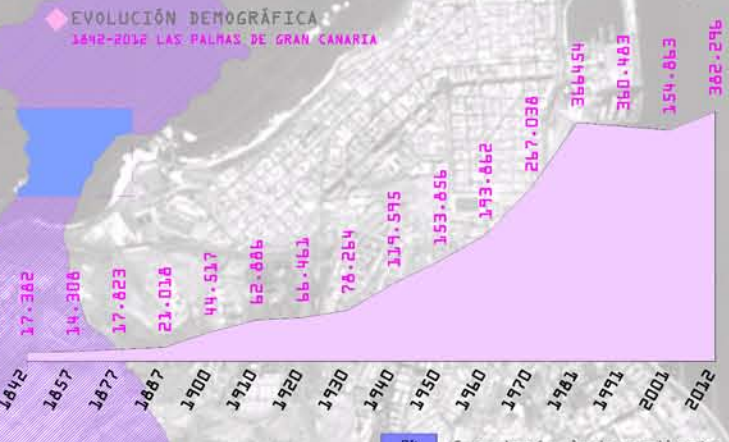 EVOLUCIÓN DEMOGRÁFICA
1842-2012 LAS PALMAS DE GRAN CANARIA
17.382 14.308 17.823 21.018 44.517 62.886 66.461 78.264 119.595 153.856 193.862 267.038 366454 360.483 154.863 382.296
1842 1857 1877 1887 1900 1910 1920 1930 1940 1950 1960 1970 1981 1991 2001 2012